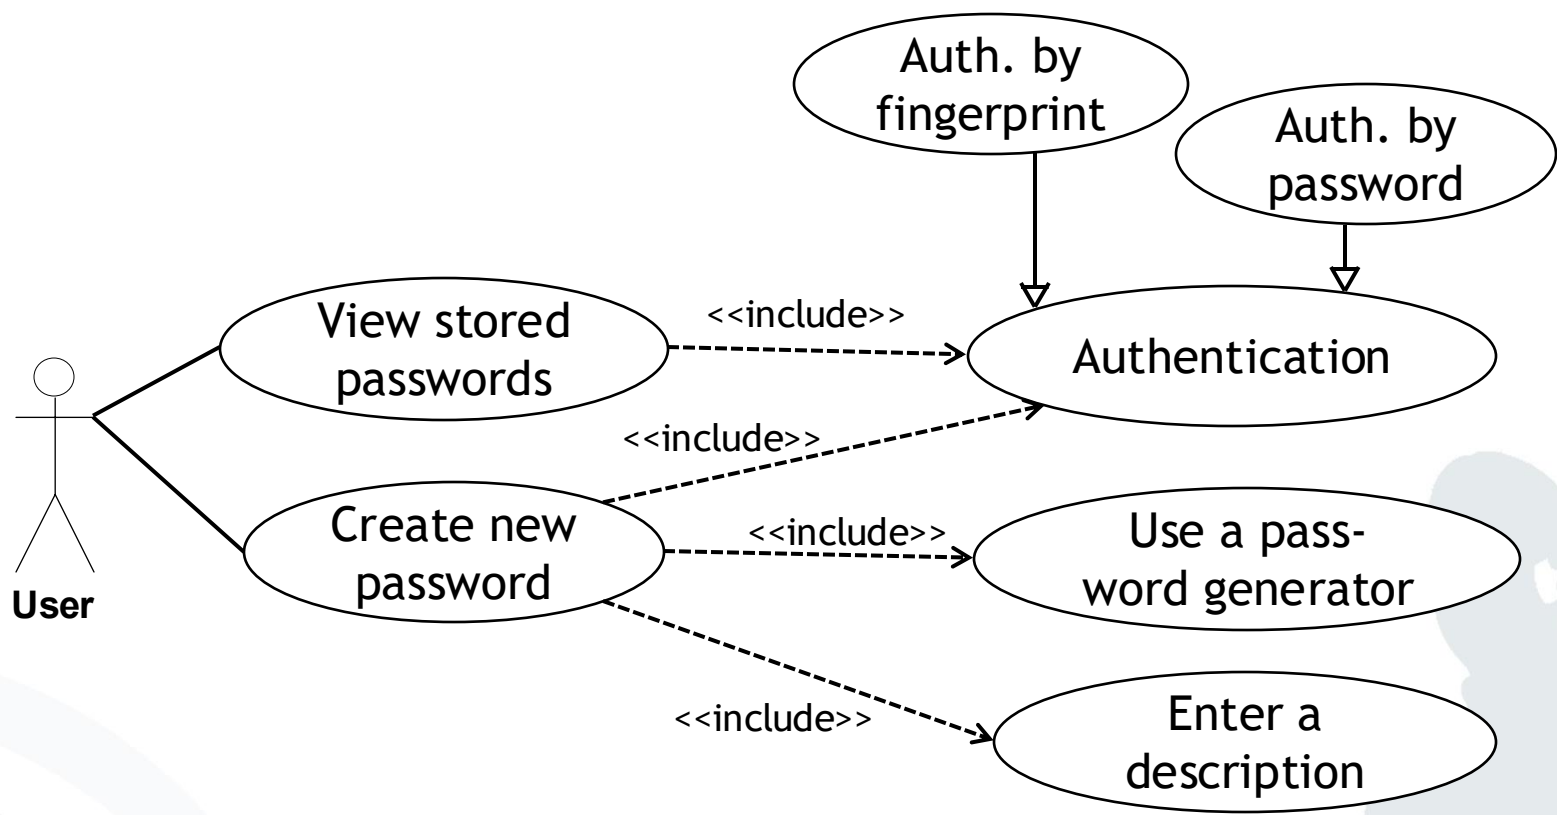 Auth. by
fingerprint
Auth. by
password
View stored
passwords
<<include>>
Authentication
<<include>>
Create new
password
<<include>>
Use a pass-
word generator
User
<<include>>
Enter a
description